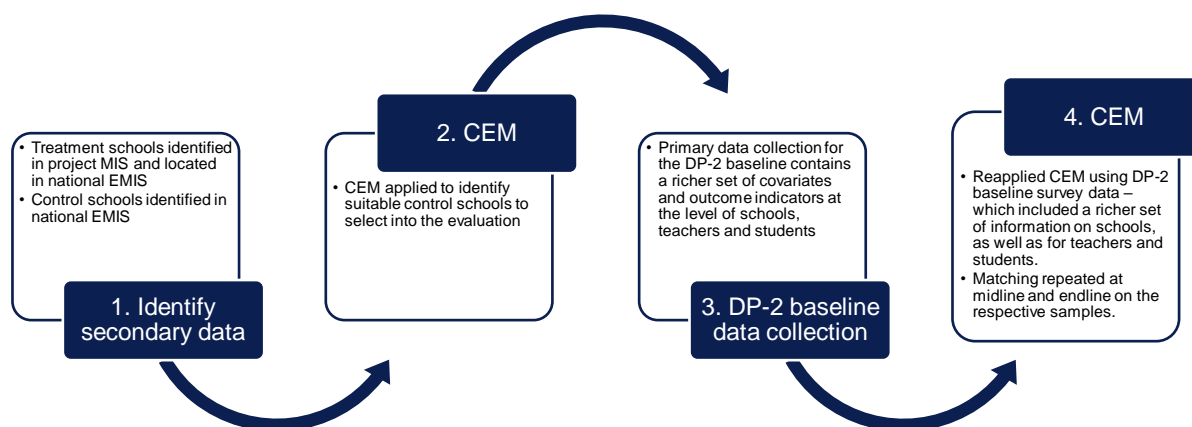 • Treatment schools identified
in project MIS and located
in national EMIS
• Control schools identified in
national EMIS
1. Identify
secondary data
2. CEM
• CEM applied to identify
suitable control schools to
select into the evaluation
• Primary data collection for
the DP-2 baseline contains
a richer set of covariates
and outcome indicators at
the level of schools,
teachers and students
3. DP-2 baseline
data collection
4. CEM
• Reapplied CEM using DP-2
baseline survey data –
which included a richer set
of information on schools,
as well as for teachers and
students.
• Matching repeated at
midline and endline on the
respective samples.